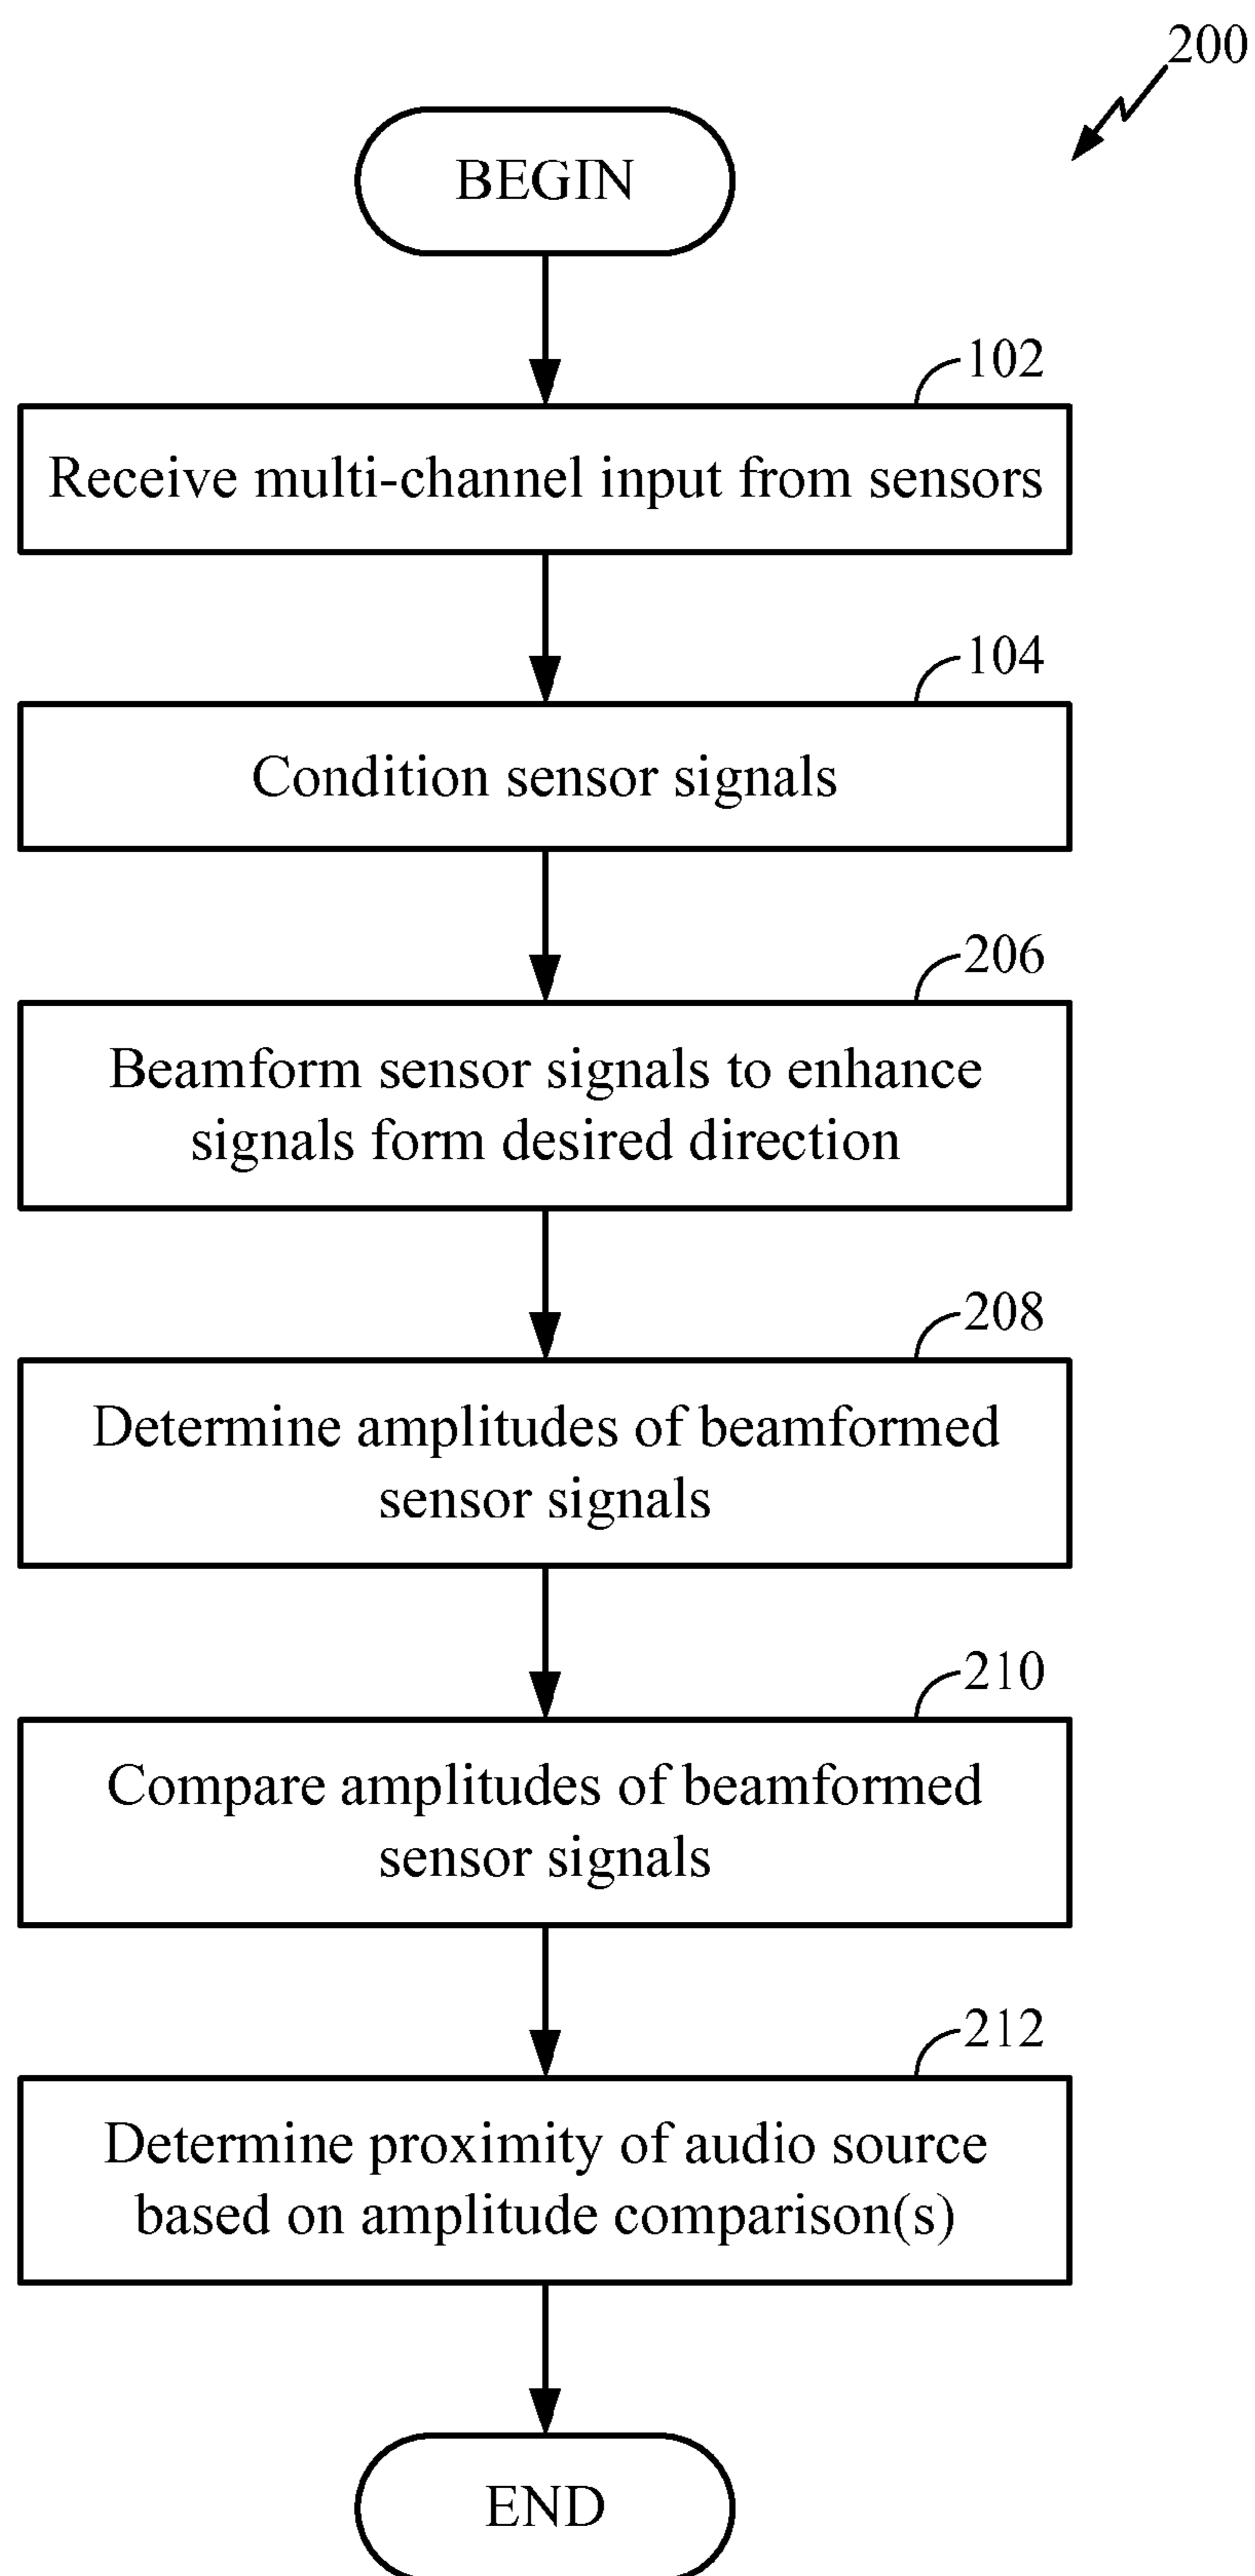 200
BEGIN
102
Receive multi-channel input from sensors
104
Condition sensor signals
206
Beamform sensor signals to enhance
signals form desired direction
208
Determine amplitudes of beamformed
sensor signals
210
Compare amplitudes of beamformed
sensor signals
212
Determine proximity of audio source
based on amplitude comparison(s)
END